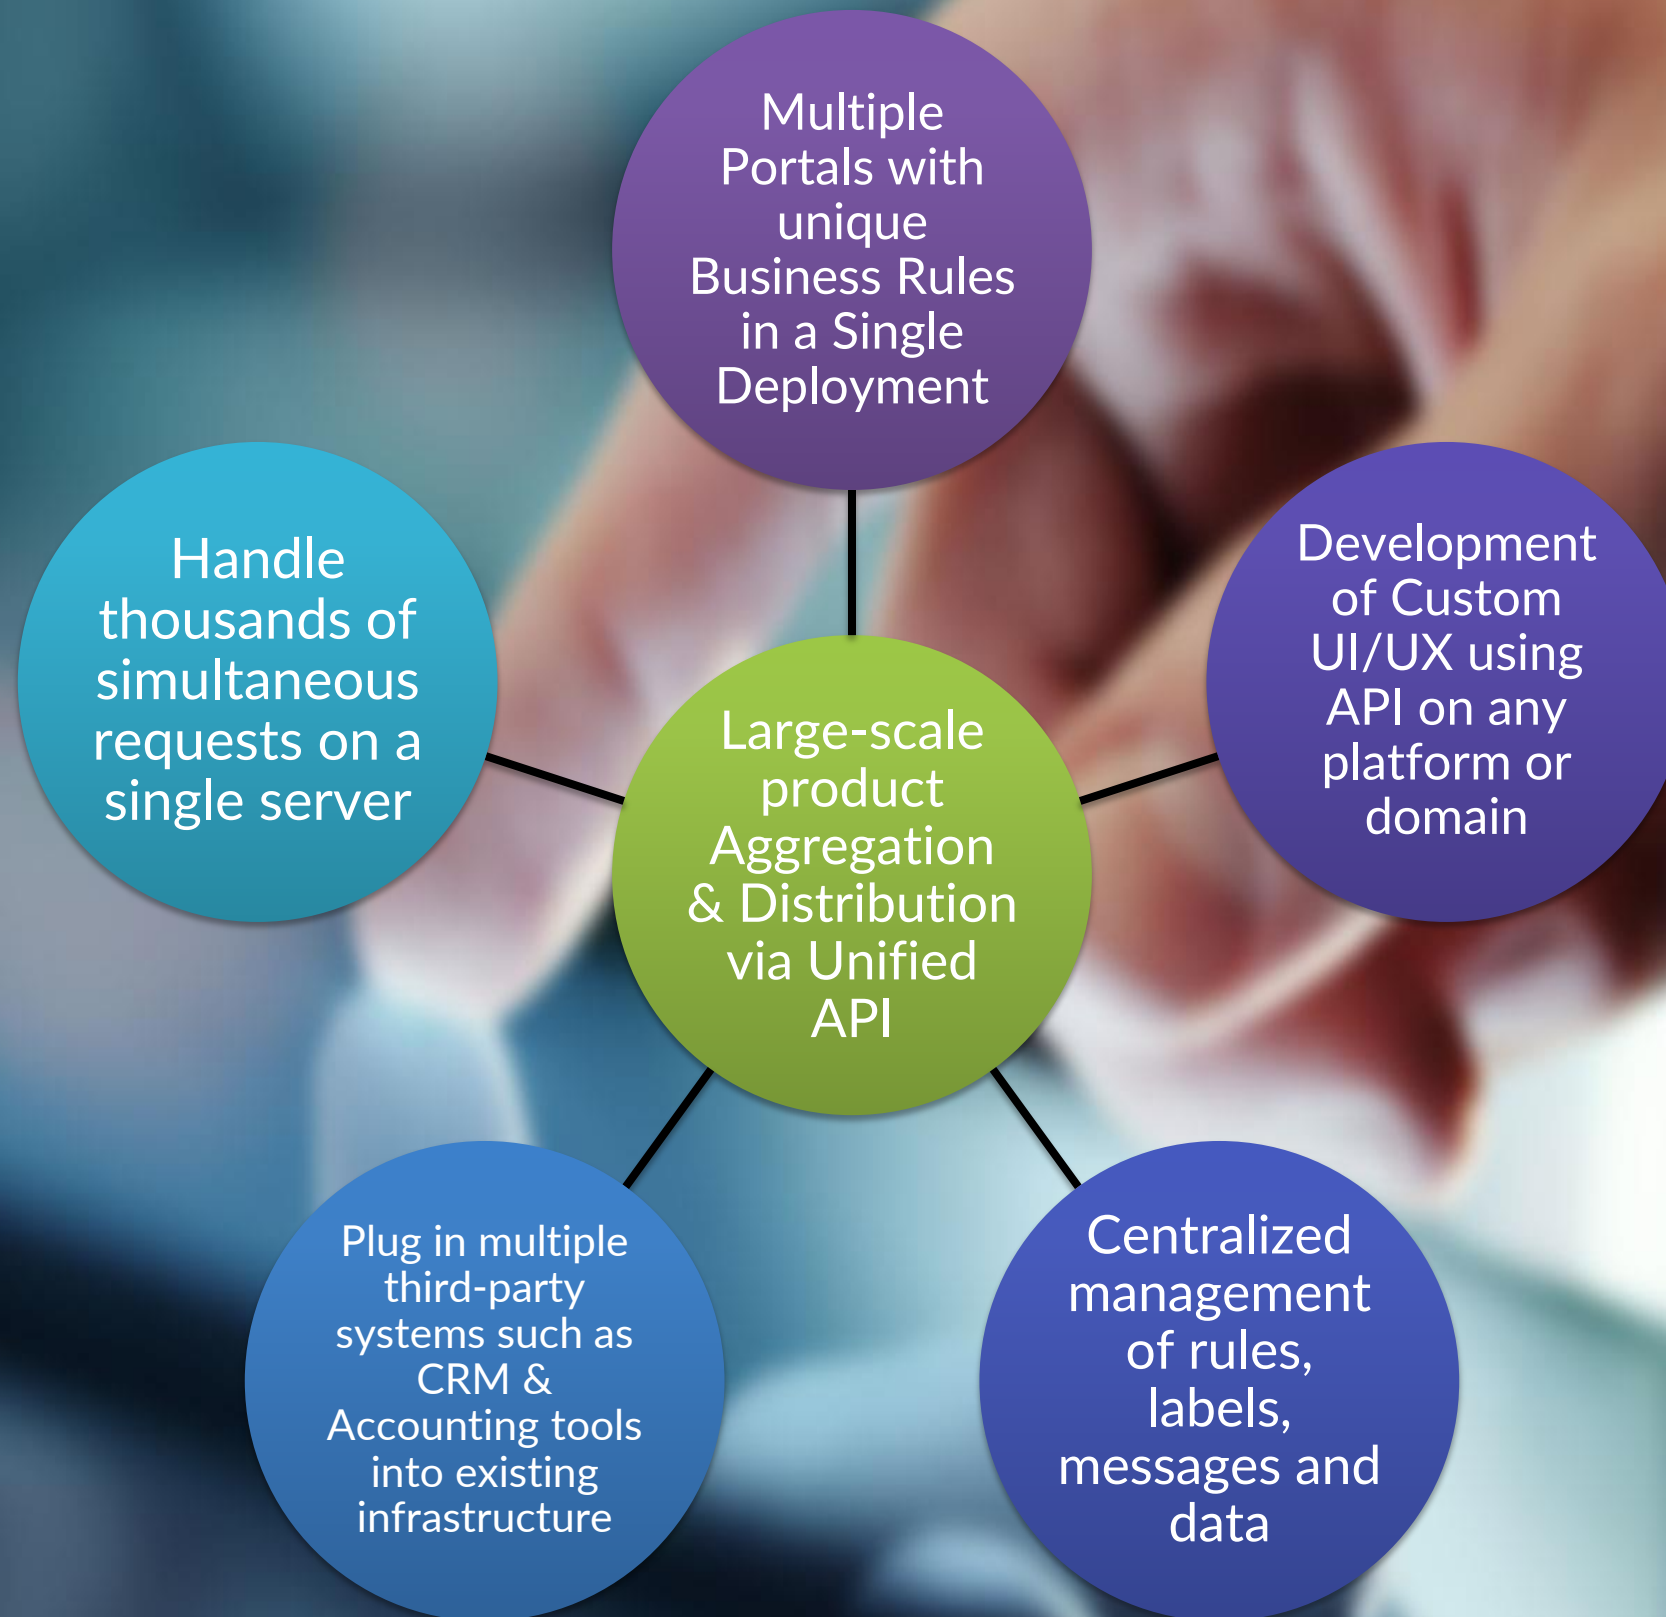 Multiple
Portals with
unique
Business Rules
in a Single
Deployment
Handle
thousands of
simultaneous
requests on a
single server
Development
of Custom
UI/UX using
API on any
platform or
domain
Large-scale
product
Aggregation
& Distribution
via Unified
API
Plug in multiple
third-party
systems such as
CRM &
Accounting tools
into existing
infrastructure
Centralized
management
of rules,
labels,
messages and
data